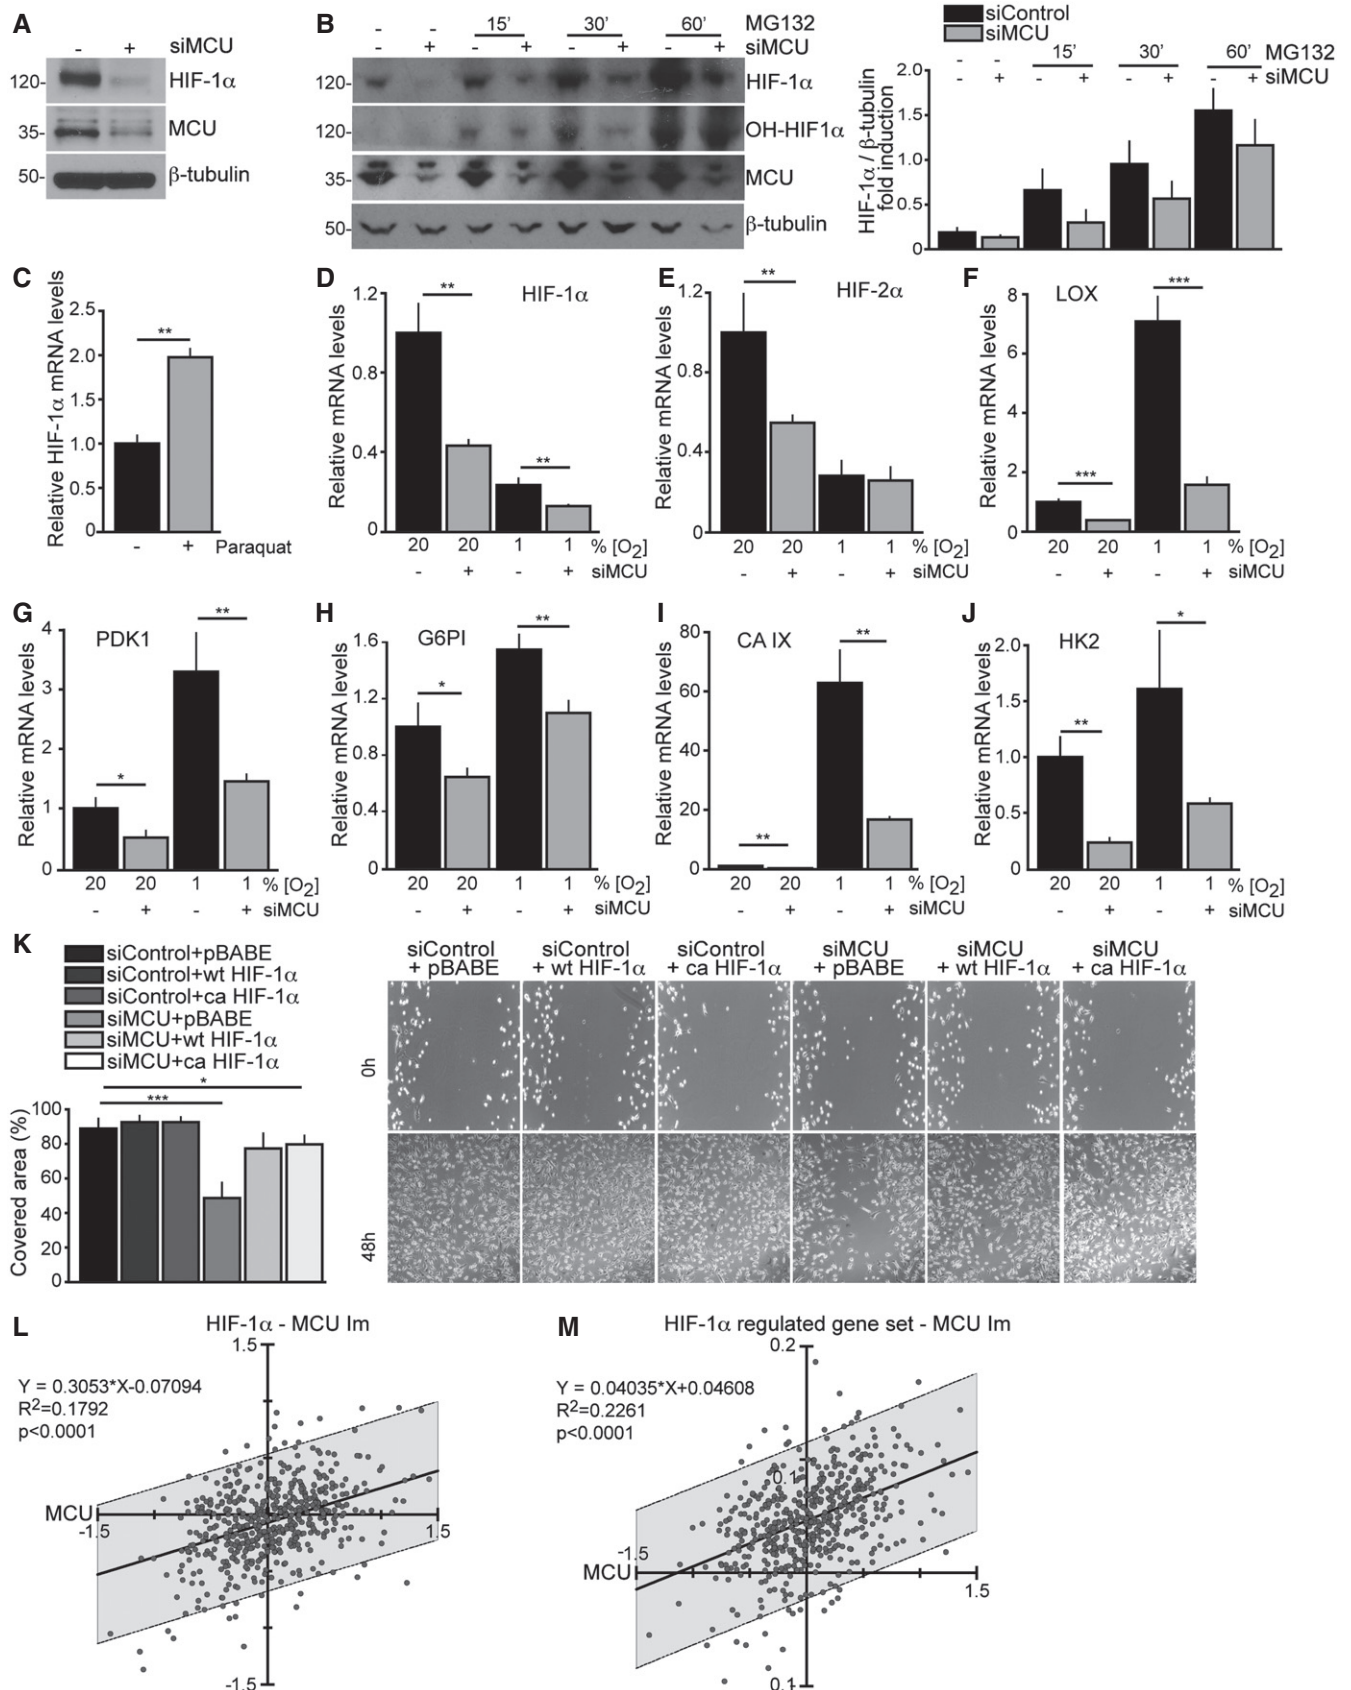 A
- + siMCU
120- HIF-1α
35- MCU
50- β-tubulin
B
- - 15' 30' 60' MG132
- + - + - + - + siMCU
120- HIF-1α
120- OH-HIF1α
35- MCU
50- β-tubulin
siControl
siMCU
- - 15' 30' 60' MG132
- + - + - + - + siMCU
HIF-1α / β-tubulin
fold induction
2.0
1.5
1.0
0.5
0
C
Relative HIF-1α mRNA levels
2.5
2.0
1.5
1.0
0.5
0
**
- + Paraquat
D
HIF-1α
Relative mRNA levels
1.2
0.8
0.4
0
**
**
20 20 1 1 % [O2]
- + - + siMCU
E
HIF-2α
Relative mRNA levels
1.2
0.8
0.4
0
**
20 20 1 1 % [O2]
- + - + siMCU
F
LOX
Relative mRNA levels
8
6
4
2
0
***
***
20 20 1 1 % [O2]
- + - + siMCU
G
PDK1
Relative mRNA levels
4
3
2
1
0
*
**
20 20 1 1 % [O2]
- + - + siMCU
H
G6PI
Relative mRNA levels
1.6
1.2
0.8
0.4
0
*
**
20 20 1 1 % [O2]
- + - + siMCU
I
CA IX
Relative mRNA levels
80
60
40
20
0
**
**
20 20 1 1 % [O2]
- + - + siMCU
J
HK2
Relative mRNA levels
2.0
1.5
1.0
0.5
0
**
*
20 20 1 1 % [O2]
- + - + siMCU
K
siControl+pBABE
siControl+wt HIF-1α
siControl+ca HIF-1α
siMCU+pBABE
siMCU+wt HIF-1α
siMCU+ca HIF-1α
*
***
Covered area (%)
100
80
60
40
20
0
siControl siControl siControl siMCU siMCU siMCU
+ pBABE + wt HIF-1α + ca HIF-1α + pBABE + wt HIF-1α + ca HIF-1α
0h
48h
L
HIF-1α - MCU Im
1.5
Y = 0.3053*X-0.07094
R2=0.1792
p<0.0001
MCU
-1.5
1.5
-1.5
M
HIF-1α regulated gene set - MCU Im
0.2
Y = 0.04035*X+0.04608
R2=0.2261
p<0.0001
0.1
-1.5
MCU
1.5
0.1